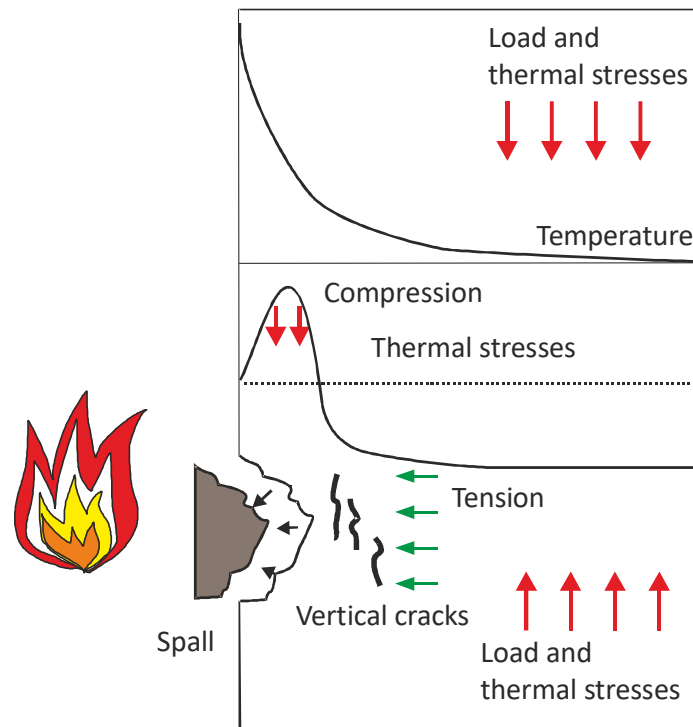 Load and
thermal stresses
Temperature
Compression
Thermal stresses
Tension
Vertical cracks
Spall
Load and
thermal stresses